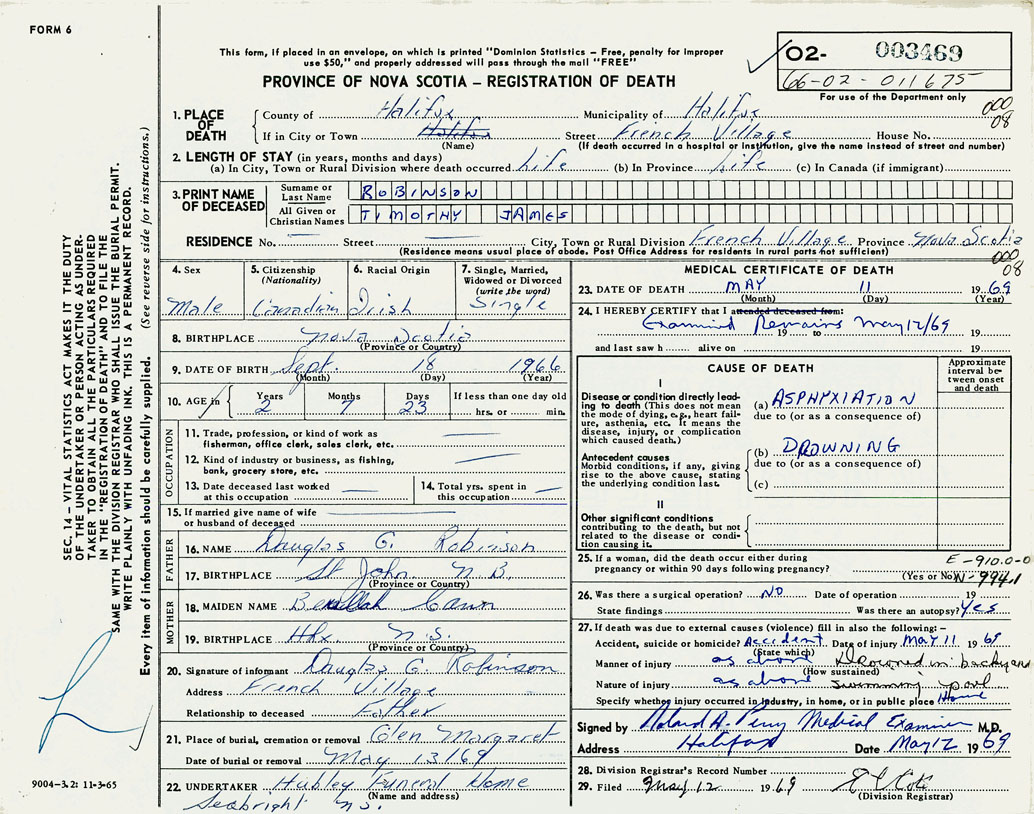 FORM 6
This form, if placed in an envelope, on which is printed "Dominion Statistics – Free, penalty for improper
use $50," and properly addressed will pass through the mail "FREE"
PROVINCE OF NOVA SCOTIA – REGISTRATION OF DEATH
O2- 003469
66-02-011675
For use of the Department only
000
08
1. PLACE OF DEATH
County of Halifax Municipality of Halifax
If in City or Town Halifax Street French Village House No.
(Name) (If death occurred in a hospital or institution, give the name instead of street and number)
2. LENGTH OF STAY (in years, months and days)
(a) In City, Town or Rural Division where death occurred Life (b) In Province Life (c) In Canada (if immigrant)
3. PRINT NAME OF DECEASED
Surname or Last Name ROBINSON
All Given or Christian Names TIMOTHY JAMES
RESIDENCE No. — Street — City, Town or Rural Division French Village Province Nova Scotia
(Residence means usual place of abode. Post Office Address for residents in rural parts not sufficient)
000
08
4. Sex
Male
5. Citizenship
(Nationality)
Canadian
6. Racial Origin
Irish
7. Single, Married,
Widowed or Divorced
(write the word)
Single
8. BIRTHPLACE Nova Scotia
(Province or Country)
9. DATE OF BIRTH Sept. 18 1966
(Month) (Day) (Year)
10. AGE in Years Months Days If less than one day old
2 7 23 hrs. or min.
OCCUPATION
11. Trade, profession, or kind of work as
fisherman, office clerk, sales clerk, etc. —
12. Kind of industry or business, as fishing,
bank, grocery store, etc. —
13. Date deceased last worked
at this occupation —
14. Total yrs. spent in
this occupation —
15. If married give name of wife
or husband of deceased —
FATHER
16. NAME Douglas G. Robinson
17. BIRTHPLACE St John N.B.
(Province or Country)
MOTHER
18. MAIDEN NAME
19. BIRTHPLACE Hfx. N.S.
(Province or Country)
20. Signature of informant Douglas G. Robinson
Address French Village
Relationship to deceased Father
21. Place of burial, cremation or removal Glen Margaret
Date of burial or removal May 13/69
22. UNDERTAKER Hubley Funeral Home
(Name and address)
Seabright N.S.
MEDICAL CERTIFICATE OF DEATH
23. DATE OF DEATH MAY 11 1969
(Month) (Day) (Year)
24. I HEREBY CERTIFY that I attended deceased from:
Examined Remains May 12/69
19 to 19
and last saw h alive on 19
CAUSE OF DEATH
Approximate
interval be-
tween onset
and death
I
Disease or condition directly lead-
ing to death (This does not mean
the mode of dying, e.g., heart fail-
ure, asthenia, etc. It means the
disease, injury, or complication
which caused death.)
(a) ASPHYXIATION
due to (or as a consequence of)
Antecedent causes
Morbid conditions, if any, giving
rise to the above cause, stating
the underlying condition last.
(b) DROWNING
due to (or as a consequence of)
(c)
II
Other significant conditions
contributing to the death, but not
related to the disease or condi-
tion causing it.
25. If a woman, did the death occur either during
pregnancy or within 90 days following pregnancy?
(Yes or No)
E-910.0-0
N-994.1
26. Was there a surgical operation? NO Date of operation 19
State findings Was there an autopsy? Yes
27. If death was due to external causes (violence) fill in also the following:–
Accident, suicide or homicide? Accident Date of injury May 11 1969
(State which)
Manner of injury as above Drowned in backyard
(How sustained)
Nature of injury as above swimming pool
Specify whether injury occurred in industry, in home, or in public place Home
Signed by Roland A. Perry Medical Examiner M.D.
Address Halifax Date May 12 1969
28. Division Registrar's Record Number
29. Filed May 12 1969
(Division Registrar)
SEC. 14 – VITAL STATISTICS ACT MAKES IT THE DUTY
OF THE UNDERTAKER OR PERSON ACTING AS UNDER-
TAKER TO OBTAIN ALL THE PARTICULARS REQUIRED
IN THE "REGISTRATION OF DEATH" AND TO FILE THE
SAME WITH THE DIVISION REGISTRAR WHO SHALL ISSUE THE BURIAL PERMIT.
WRITE PLAINLY WITH UNFADING INK. THIS IS A PERMANENT RECORD.
Every item of information should be carefully supplied. (See reverse side for instructions.)
9004-3.2: 11-3-65